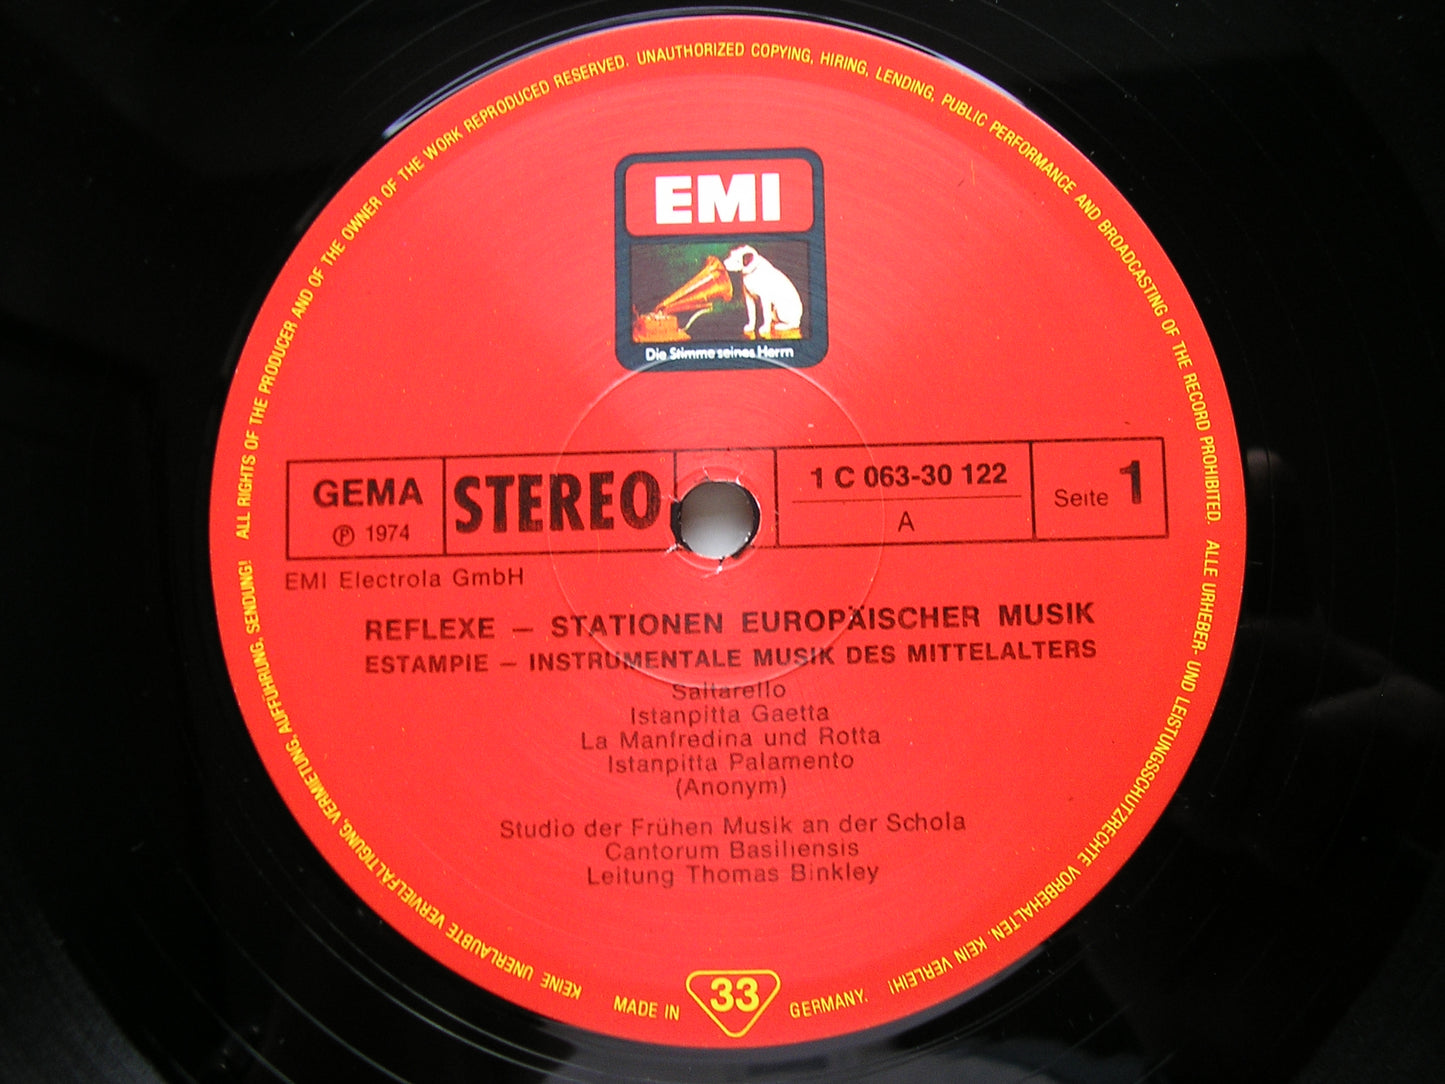 ALL RIGHTS OF THE PRODUCER AND OF THE OWNER OF THE WORK REPRODUCED RESERVED. UNAUTHORIZED COPYING, HIRING, LENDING, PUBLIC PERFORMANCE AND BROADCASTING OF THE RECORD PROHIBITED. ALLE URHEBER- UND LEISTUNGSSCHUTZRECHTE VORBEHALTEN. KEIN VERLEIH! KEINE UNERLAUBTE VERVIELFÄLTIGUNG, VERMIETUNG, AUFFÜHRUNG, SENDUNG!
EMI
Die Stimme seines Herrn
GEMA
℗ 1974
STEREO
1 C 063-30 122
A
Seite 1
EMI Electrola GmbH
REFLEXE – STATIONEN EUROPÄISCHER MUSIK
ESTAMPIE – INSTRUMENTALE MUSIK DES MITTELALTERS
Saltarello
Istanpitta Gaetta
La Manfredina und Rotta
Istanpitta Palamento
(Anonym)
Studio der Frühen Musik an der Schola
Cantorum Basiliensis
Leitung Thomas Binkley
MADE IN 33 GERMANY.